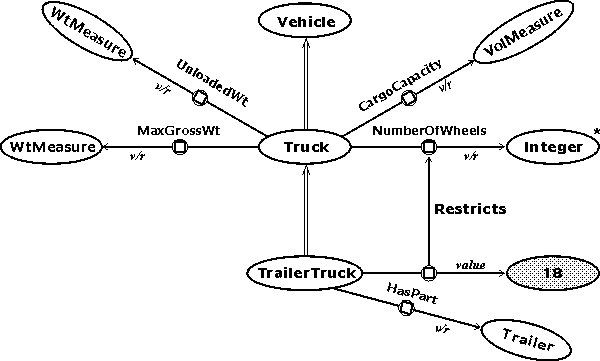 WtMeasure
Vehicle
VolMeasure
UnloadedWt
v/r
CargoCapacity
v/r
WtMeasure
MaxGrossWt
v/r
Truck
NumberOfWheels
v/r
Integer
*
Restricts
TrailerTruck
value
18
HasPart
v/r
Trailer